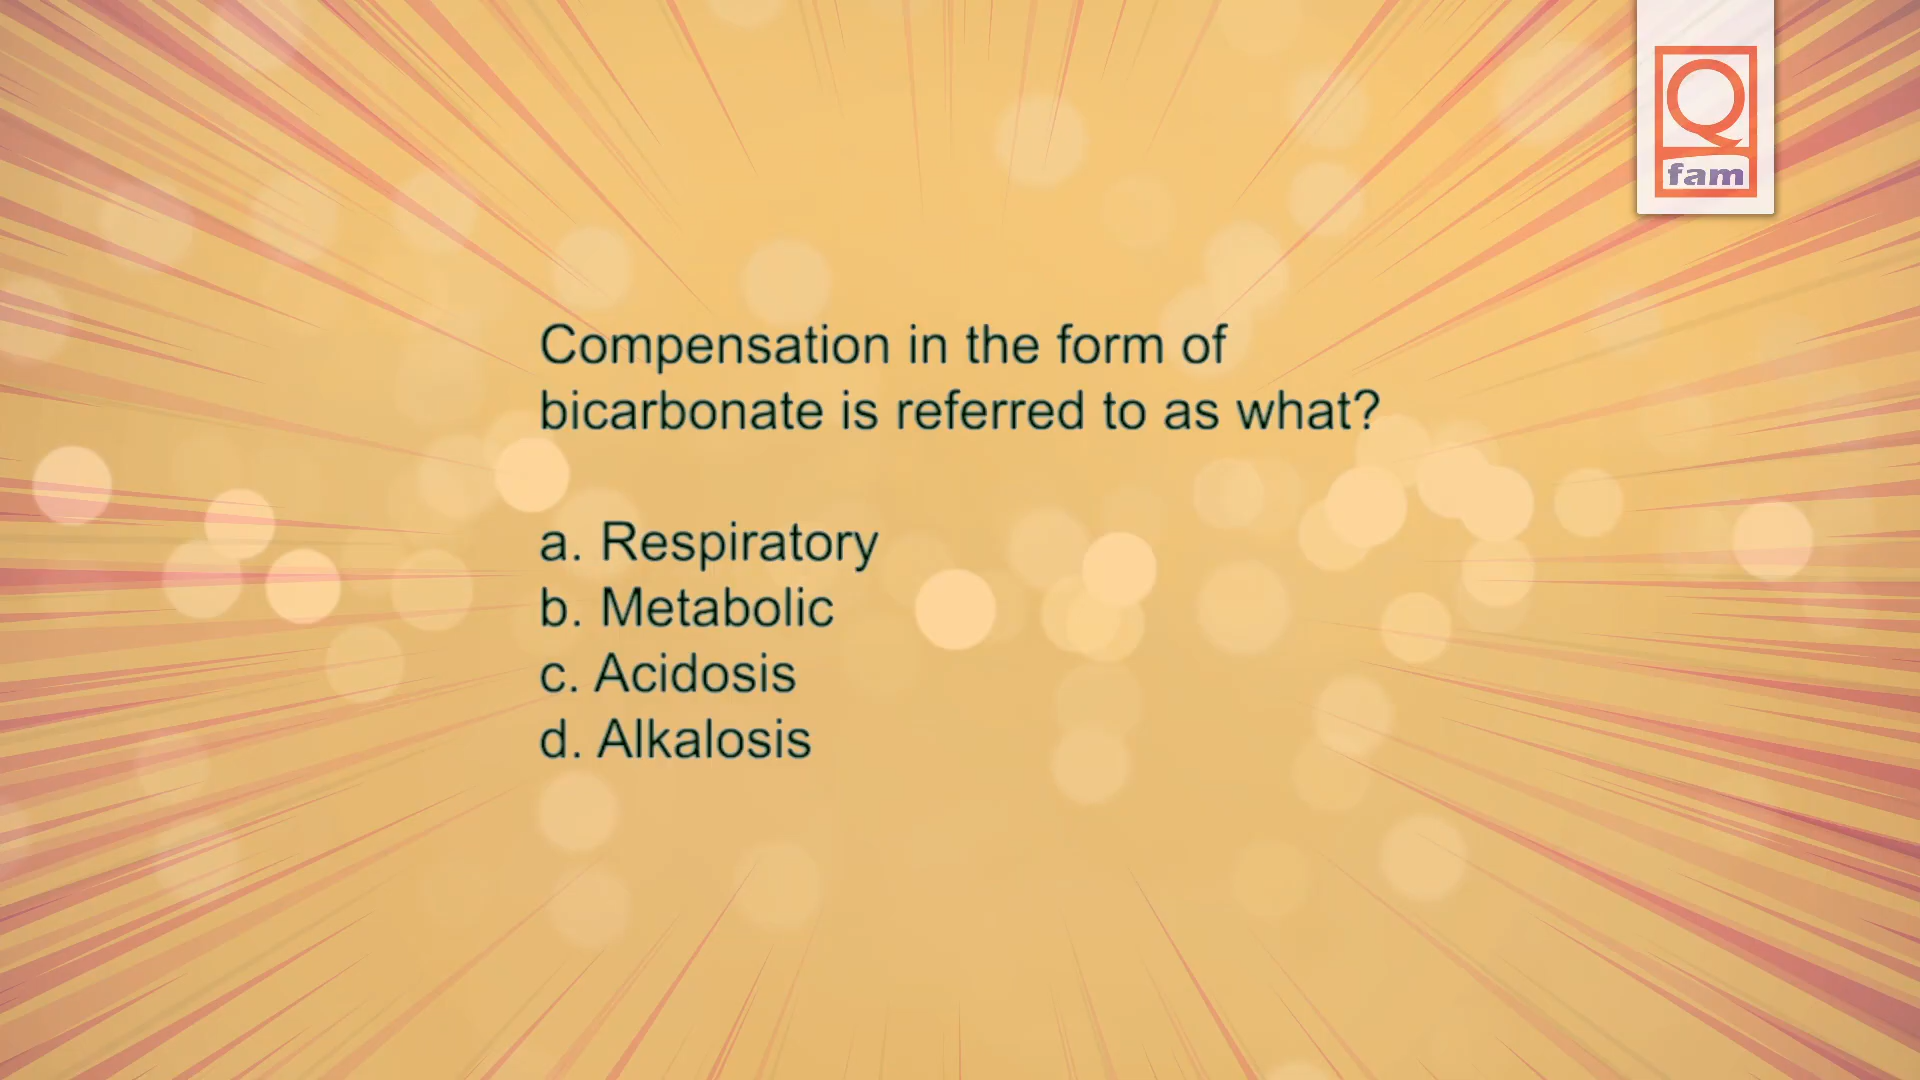 Q
fam
Compensation in the form of
bicarbonate is referred to as what?
a. Respiratory
b. Metabolic
c. Acidosis
d. Alkalosis